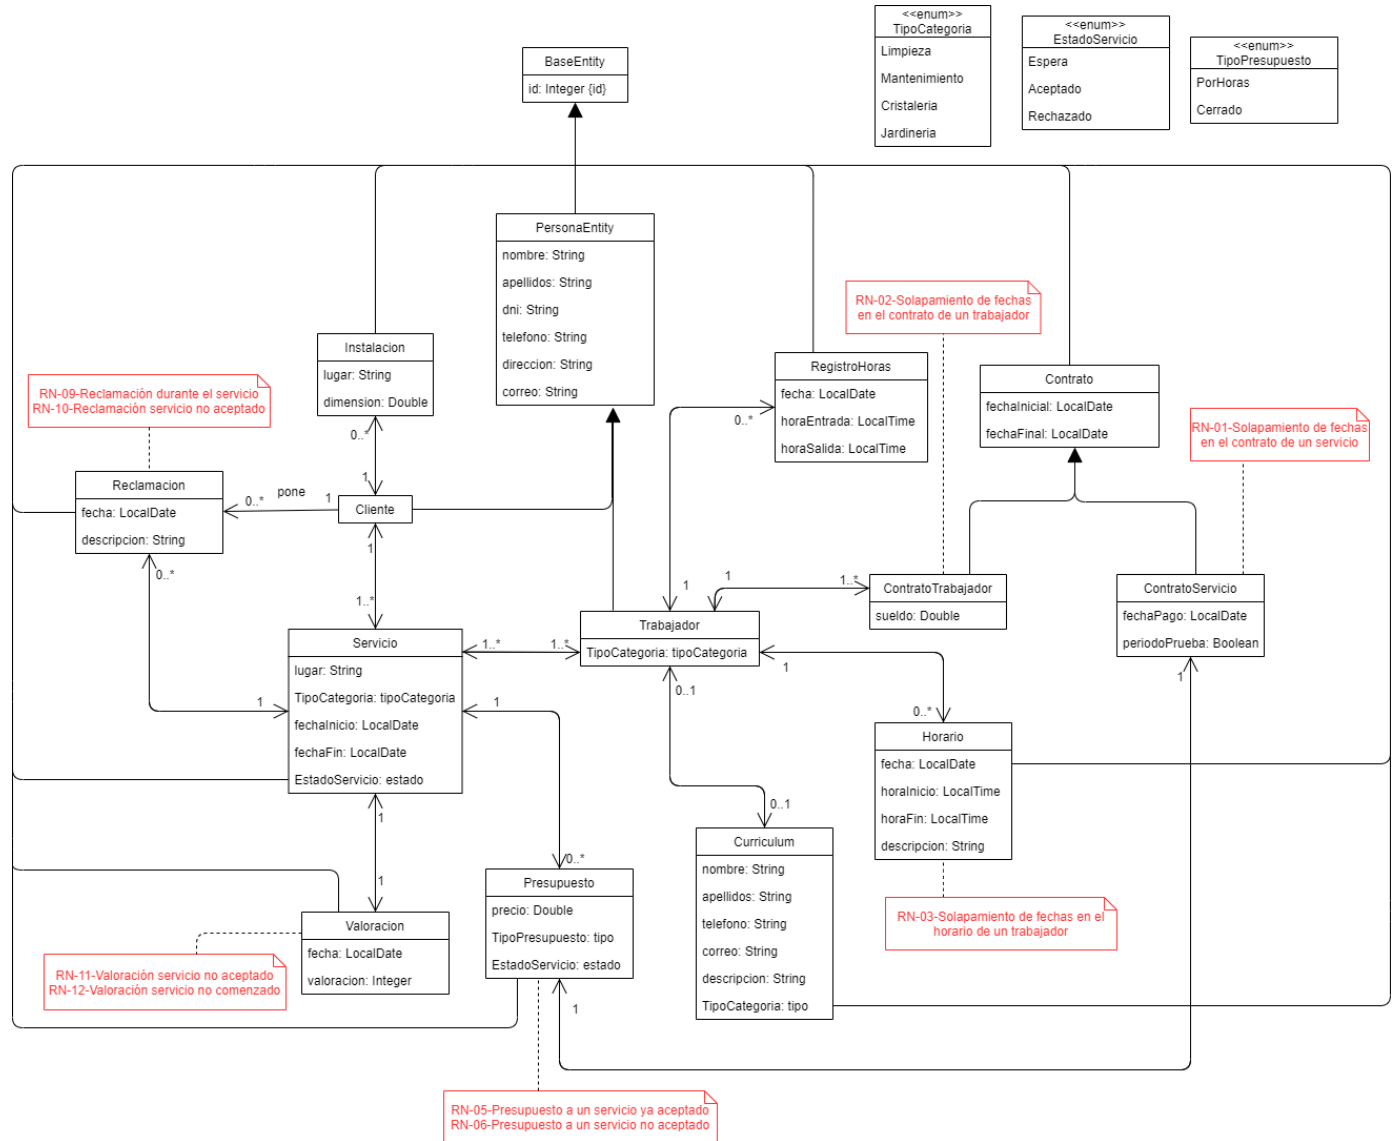 <<enum>>
TipoCategoria
Limpieza
Mantenimiento
Cristaleria
Jardineria
<<enum>>
EstadoServicio
Espera
Aceptado
Rechazado
<<enum>>
TipoPresupuesto
PorHoras
Cerrado
BaseEntity
id: Integer {id}
PersonaEntity
nombre: String
apellidos: String
dni: String
telefono: String
direccion: String
correo: String
RN-02-Solapamiento de fechas
en el contrato de un trabajador
Instalacion
lugar: String
dimension: Double
RegistroHoras
fecha: LocalDate
horaEntrada: LocalTime
horaSalida: LocalTime
Contrato
fechaInicial: LocalDate
fechaFinal: LocalDate
RN-09-Reclamación durante el servicio
RN-10-Reclamación servicio no aceptado
RN-01-Solapamiento de fechas
en el contrato de un servicio
0..*
0..*
1
Reclamacion
fecha: LocalDate
descripcion: String
0..*
pone
1
Cliente
1
0..*
1..*
1
1
1..*
ContratoTrabajador
sueldo: Double
ContratoServicio
fechaPago: LocalDate
periodoPrueba: Boolean
Servicio
lugar: String
TipoCategoria: tipoCategoria
fechaInicio: LocalDate
fechaFin: LocalDate
EstadoServicio: estado
1..*
1..*
Trabajador
TipoCategoria: tipoCategoria
1
1
1
1
0..1
0..*
Horario
fecha: LocalDate
horaInicio: LocalTime
horaFin: LocalTime
descripcion: String
1
0..1
Curriculum
nombre: String
apellidos: String
telefono: String
correo: String
descripcion: String
TipoCategoria: tipo
0..*
Presupuesto
precio: Double
TipoPresupuesto: tipo
EstadoServicio: estado
1
1
Valoracion
fecha: LocalDate
valoracion: Integer
RN-03-Solapamiento de fechas en el
horario de un trabajador
RN-11-Valoración servicio no aceptado
RN-12-Valoración servicio no comenzado
RN-05-Presupuesto a un servicio ya aceptado
RN-06-Presupuesto a un servicio no aceptado